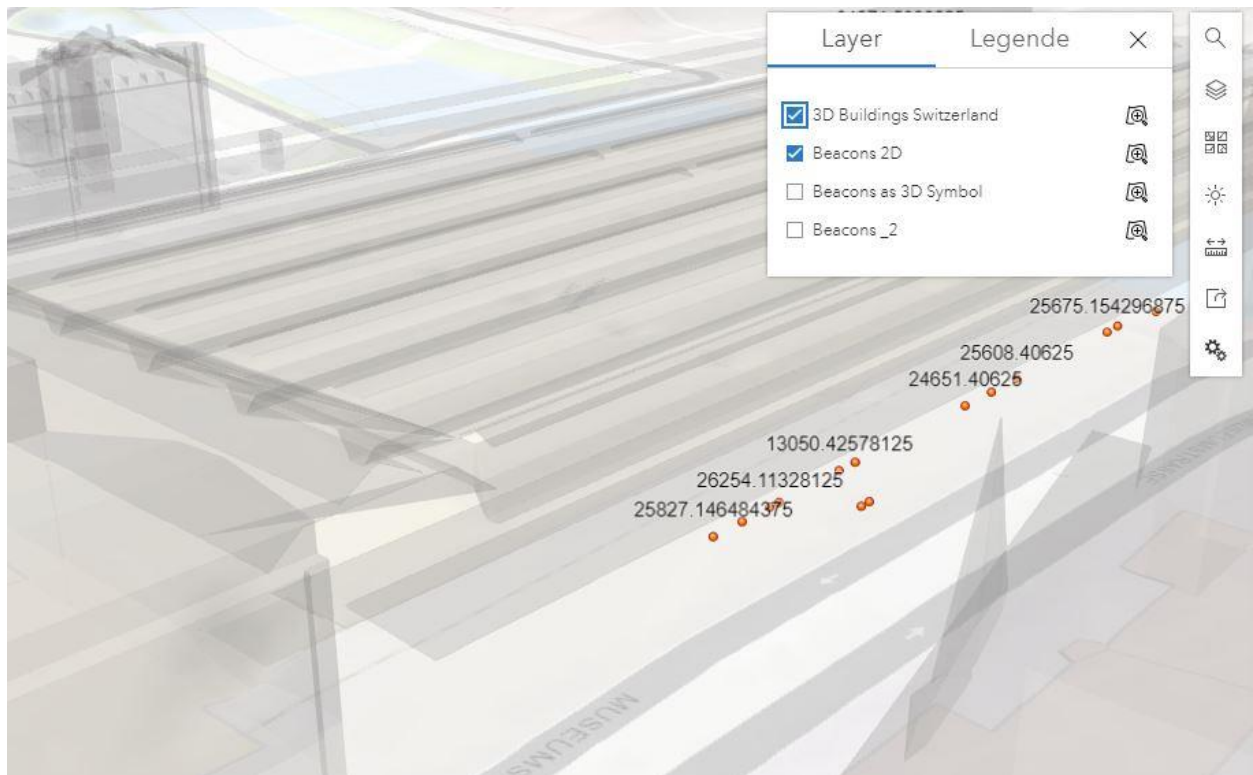 Layer Legende
3D Buildings Switzerland
Beacons 2D
Beacons as 3D Symbol
Beacons _2
25675.154296875
25608.40625
24651.40625
13050.42578125
26254.11328125
25827.146484375
MUSEUMS